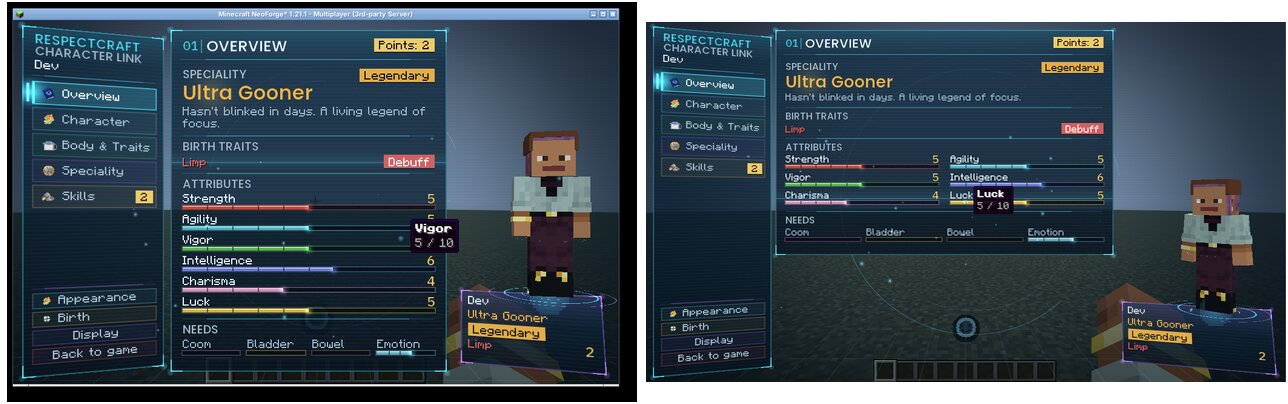 Minecraft NeoForge* 1.21.1 - Multiplayer (3rd-party Server)
RESPECTCRAFT
CHARACTER LINK
Dev
Overview
Character
Body & Traits
Speciality
Skills 2
Appearance
Birth
Display
Back to game
01| OVERVIEW Points: 2
SPECIALITY Legendary
Ultra Gooner
Hasn't blinked in days. A living legend of
focus.
BIRTH TRAITS
Limp Debuff
ATTRIBUTES
Strength 5
Agility
Vigor
Intelligence 6
Charisma 4
Luck 5
Vigor
5 / 10
NEEDS
Coom Bladder Bowel Emotion
Dev
Ultra Gooner
Legendary
Limp
2
RESPECTCRAFT
CHARACTER LINK
Dev
Overview
Character
Body & Traits
Speciality
Skills 2
Appearance
Birth
Display
Back to game
01| OVERVIEW Points: 2
SPECIALITY Legendary
Ultra Gooner
Hasn't blinked in days. A living legend of focus.
BIRTH TRAITS
Limp Debuff
ATTRIBUTES
Strength 5 Agility 5
Vigor 5 Intelligence 6
Charisma 4 Luck 5
Luck
5 / 10
NEEDS
Coom Bladder Bowel Emotion
Dev
Ultra Gooner
Legendary
Limp
2